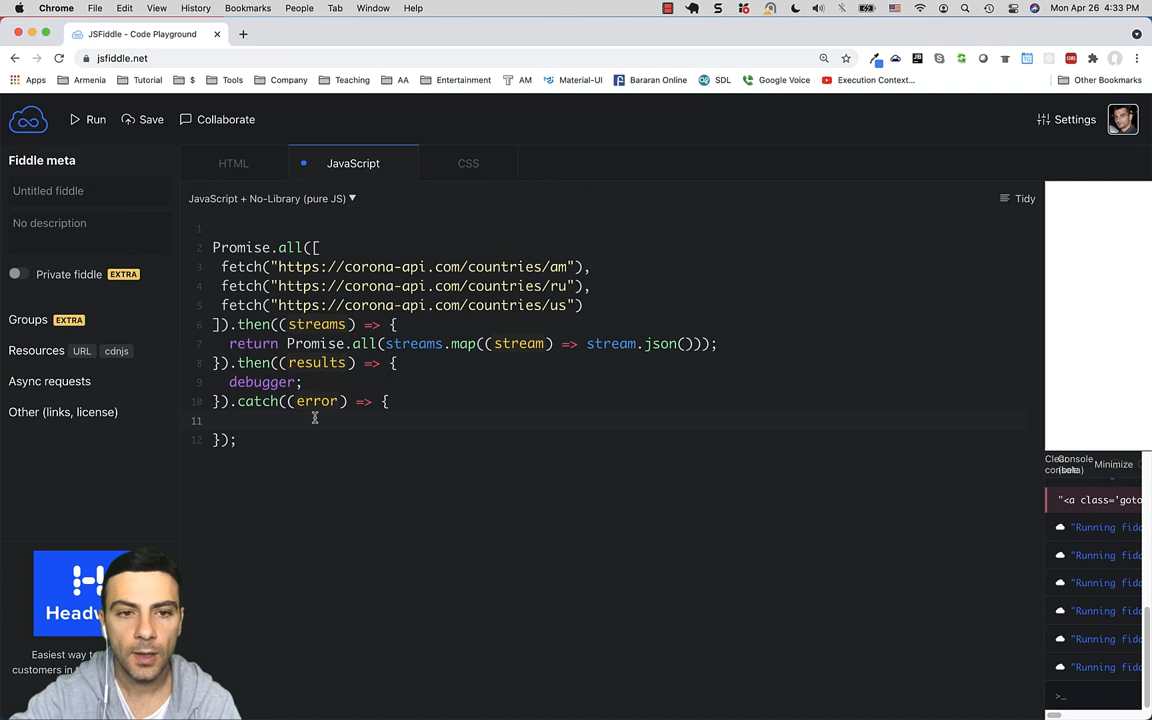 Chrome File Edit View History Bookmarks People Tab Window Help Mon Apr 26 4:33 PM
JSFiddle - Code Playground
jsfiddle.net
Apps Armenia Tutorial $ Tools Company Teaching AA Entertainment AM Material-UI Bararan Online SDL Google Voice Execution Context... Other Bookmarks
Run Save Collaborate Settings
Fiddle meta
Untitled fiddle
No description
Private fiddle EXTRA
Groups EXTRA
Resources URL cdnjs
Async requests
Other (links, license)
HTML JavaScript CSS
JavaScript + No-Library (pure JS) ▼ Tidy
1
2 Promise.all([
3 fetch("https://corona-api.com/countries/am"),
4 fetch("https://corona-api.com/countries/ru"),
5 fetch("https://corona-api.com/countries/us")
6 ]).then((streams) => {
7 return Promise.all(streams.map((stream) => stream.json()));
8 }).then((results) => {
9 debugger;
10 }).catch((error) => {
11
12 });
Minimize
"<a class='goto
"Running fidd
"Running fidd
"Running fidd
"Running fidd
"Running fidd
"Running fidd
>_
Headw
Easiest way to
customers in